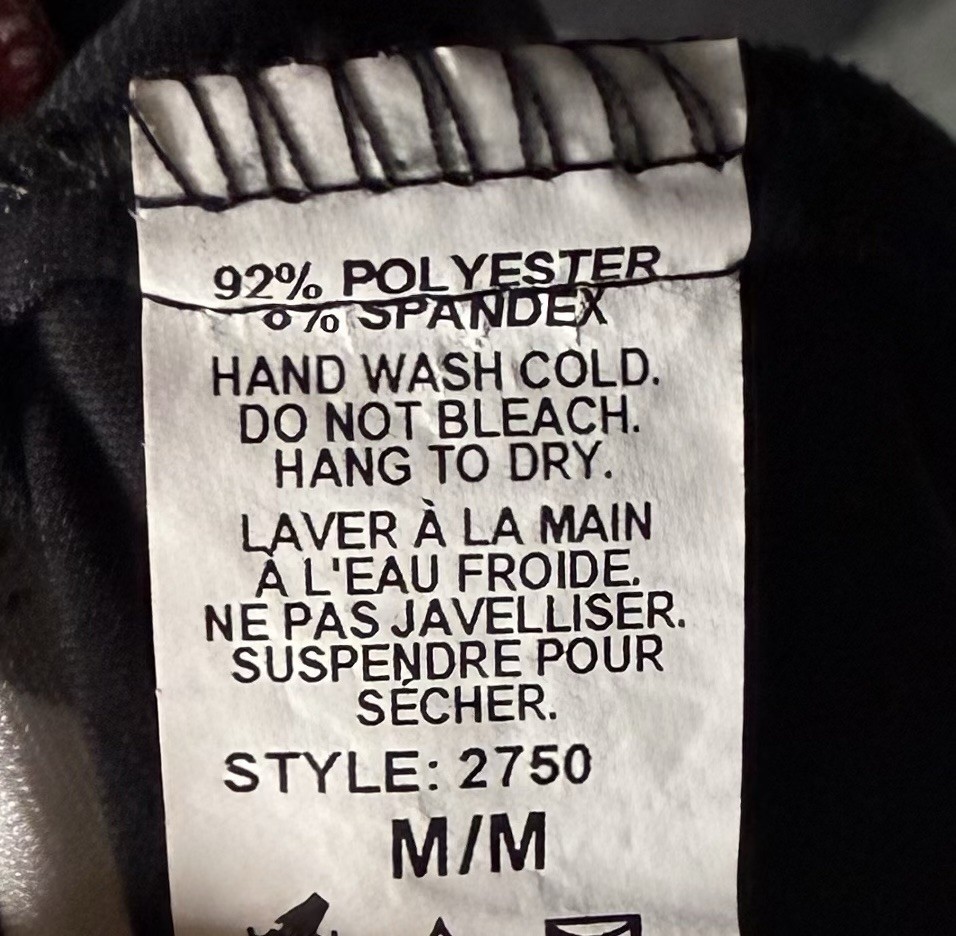 92% POLYESTER
8% SPANDEX
HAND WASH COLD.
DO NOT BLEACH.
HANG TO DRY.
LAVER À LA MAIN
À L'EAU FROIDE.
NE PAS JAVELLISER.
SUSPENDRE POUR
SÉCHER.
STYLE: 2750
M/M